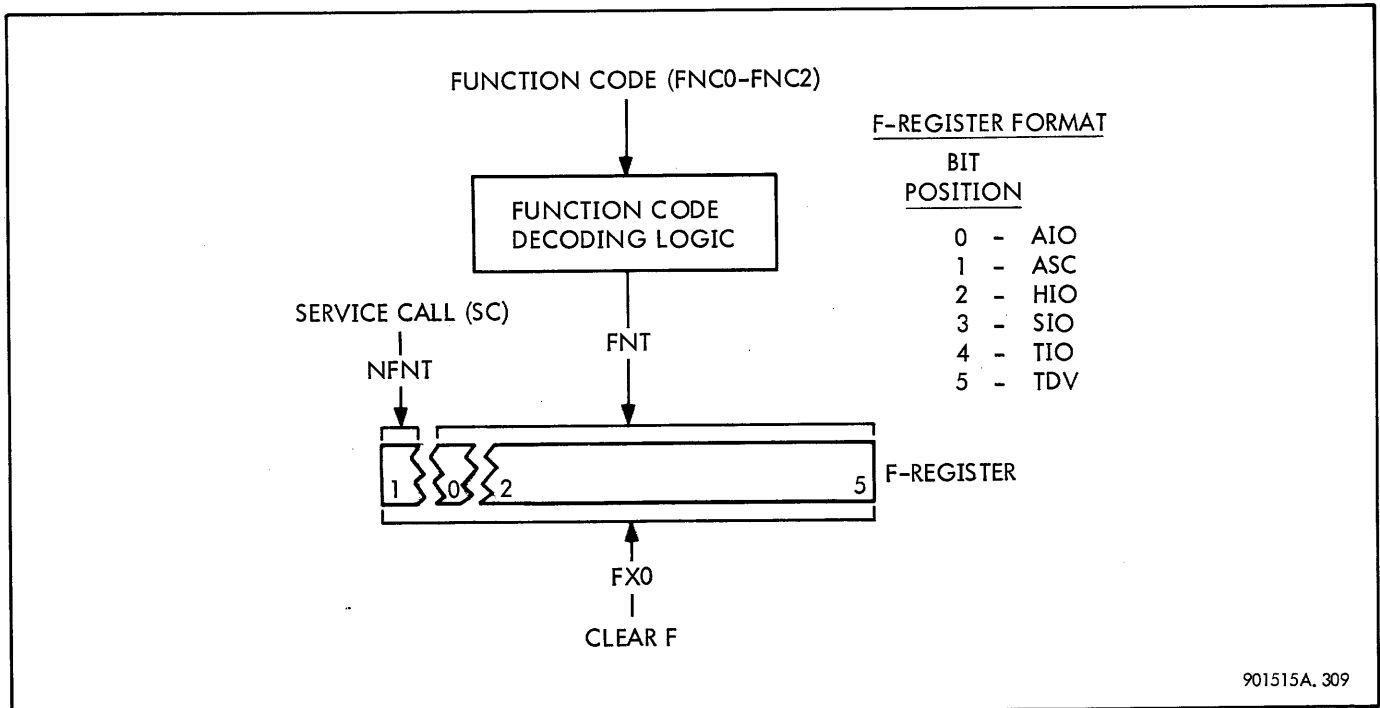 FUNCTION CODE (FNC0-FNC2)
FUNCTION CODE
DECODING LOGIC
SERVICE CALL (SC)
NFNT
FNT
1 0 2 5
F-REGISTER
FX0
CLEAR F
F-REGISTER FORMAT
BIT
POSITION
0 - AIO
1 - ASC
2 - HIO
3 - SIO
4 - TIO
5 - TDV
901515A. 309